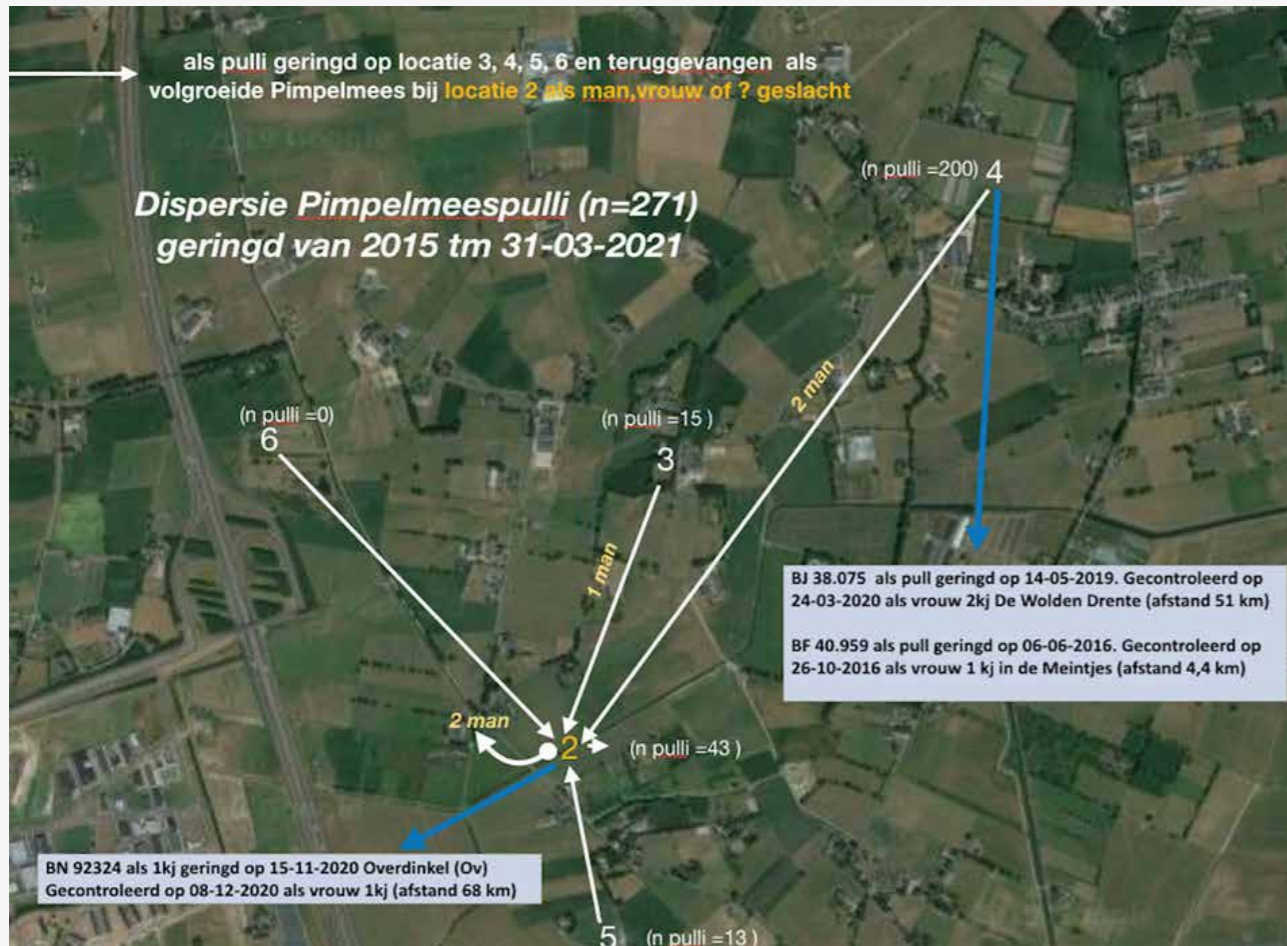 als pulli geringd op locatie 3, 4, 5, 6 en teruggevangen als
volgroeide Pimpelmees bij locatie 2 als man,vrouw of ? geslacht
(n pulli =200) 4
Dispersie Pimpelmeespulli (n=271)
geringd van 2015 tm 31-03-2021
2 man
(n pulli =0)
6
(n pulli =15 )
3
1 man
BJ 38.075 als pull geringd op 14-05-2019. Gecontroleerd op
24-03-2020 als vrouw 2kj De Wolden Drente (afstand 51 km)
BF 40.959 als pull geringd op 06-06-2016. Gecontroleerd op
26-10-2016 als vrouw 1 kj in de Meintjes (afstand 4,4 km)
2 man
2
(n pulli =43 )
BN 92324 als 1kj geringd op 15-11-2020 Overdinkel (Ov)
Gecontroleerd op 08-12-2020 als vrouw 1kj (afstand 68 km)
5 (n pulli =13 )